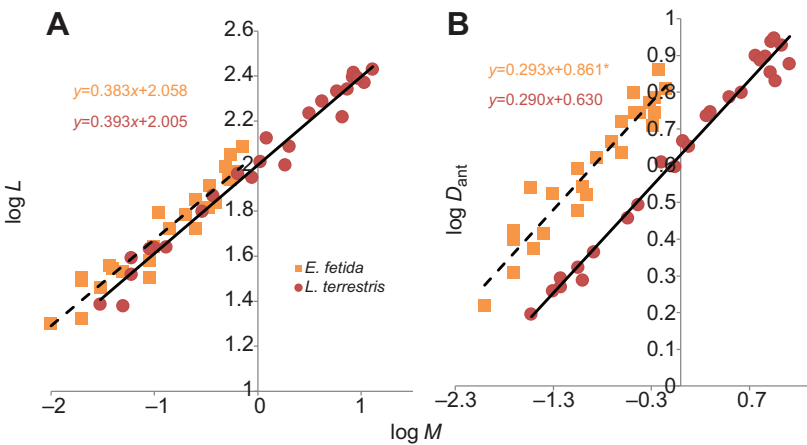 A
y=0.383x+2.058
y=0.393x+2.005
log L
2.6
2.4
2.2
2.0
1.8
1.6
1.4
1.2
1
E. fetida
L. terrestris
–2
–1
0
1
B
y=0.293x+0.861*
y=0.290x+0.630
log Dant
1
0.9
0.8
0.7
0.6
0.5
0.4
0.3
0.2
0.1
0
–2.3
–1.3
–0.3
0.7
log M